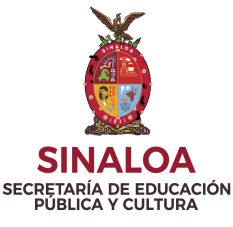 SINALOA
SINALOA
SECRETARÍA DE EDUCACIÓN
PÚBLICA Y CULTURA